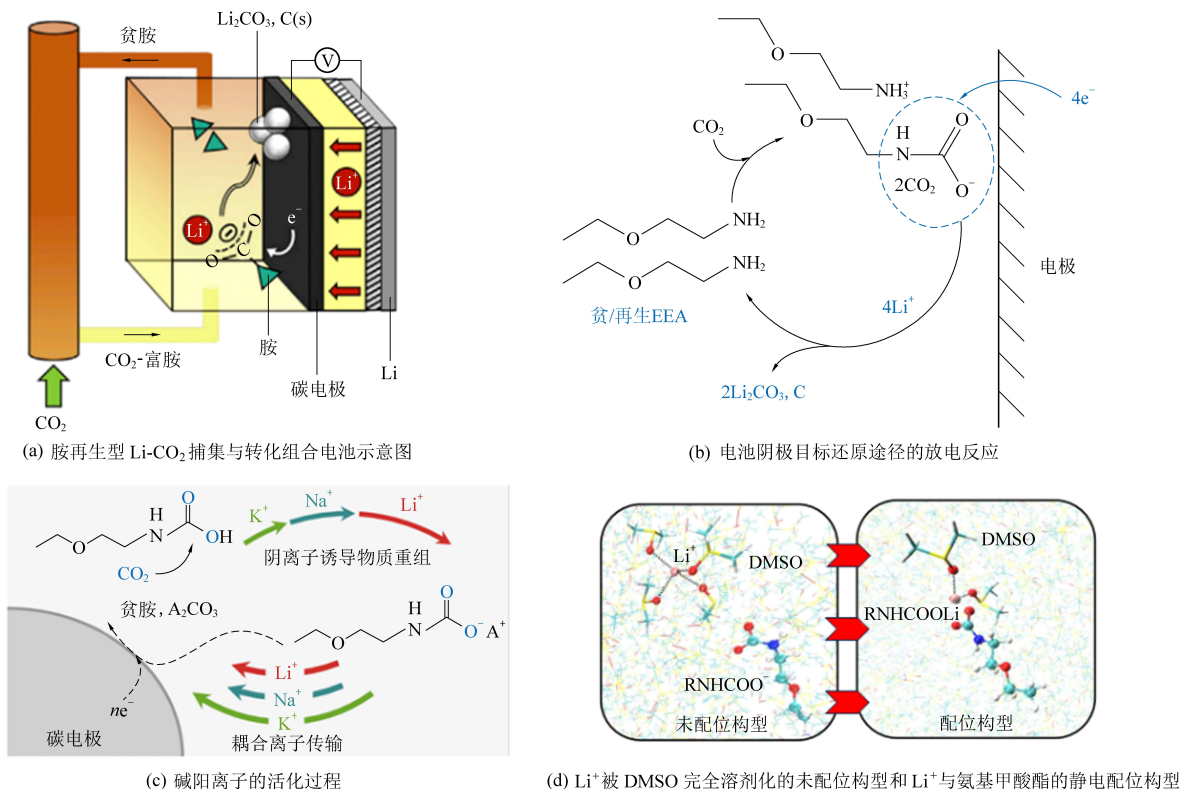 Li₂CO₃, C(s)
贫胺
V
Li⁺
Li⁺
e⁻
O
C
O
CO₂-富胺
胺
碳电极
Li
CO₂
(a) 胺再生型 Li-CO₂ 捕集与转化组合电池示意图
O
NH₃⁺
4e⁻
O
O
H
N
2CO₂
O⁻
CO₂
NH₂
O
NH₂
O
贫/再生EEA
4Li⁺
电极
2Li₂CO₃, C
(b) 电池阴极目标还原途径的放电反应
O
H
N
OH
O
CO₂
K⁺
Na⁺
Li⁺
阴离子诱导物质重组
贫胺, A₂CO₃
O
H
N
O⁻ A⁺
O
Li⁺
Na⁺
K⁺
ne⁻
碳电极
耦合离子传输
(c) 碱阳离子的活化过程
Li⁺
DMSO
RNHCOO⁻
未配位构型
DMSO
RNHCOOLi
配位构型
(d) Li⁺被 DMSO 完全溶剂化的未配位构型和 Li⁺与氨基甲酸酯的静电配位构型